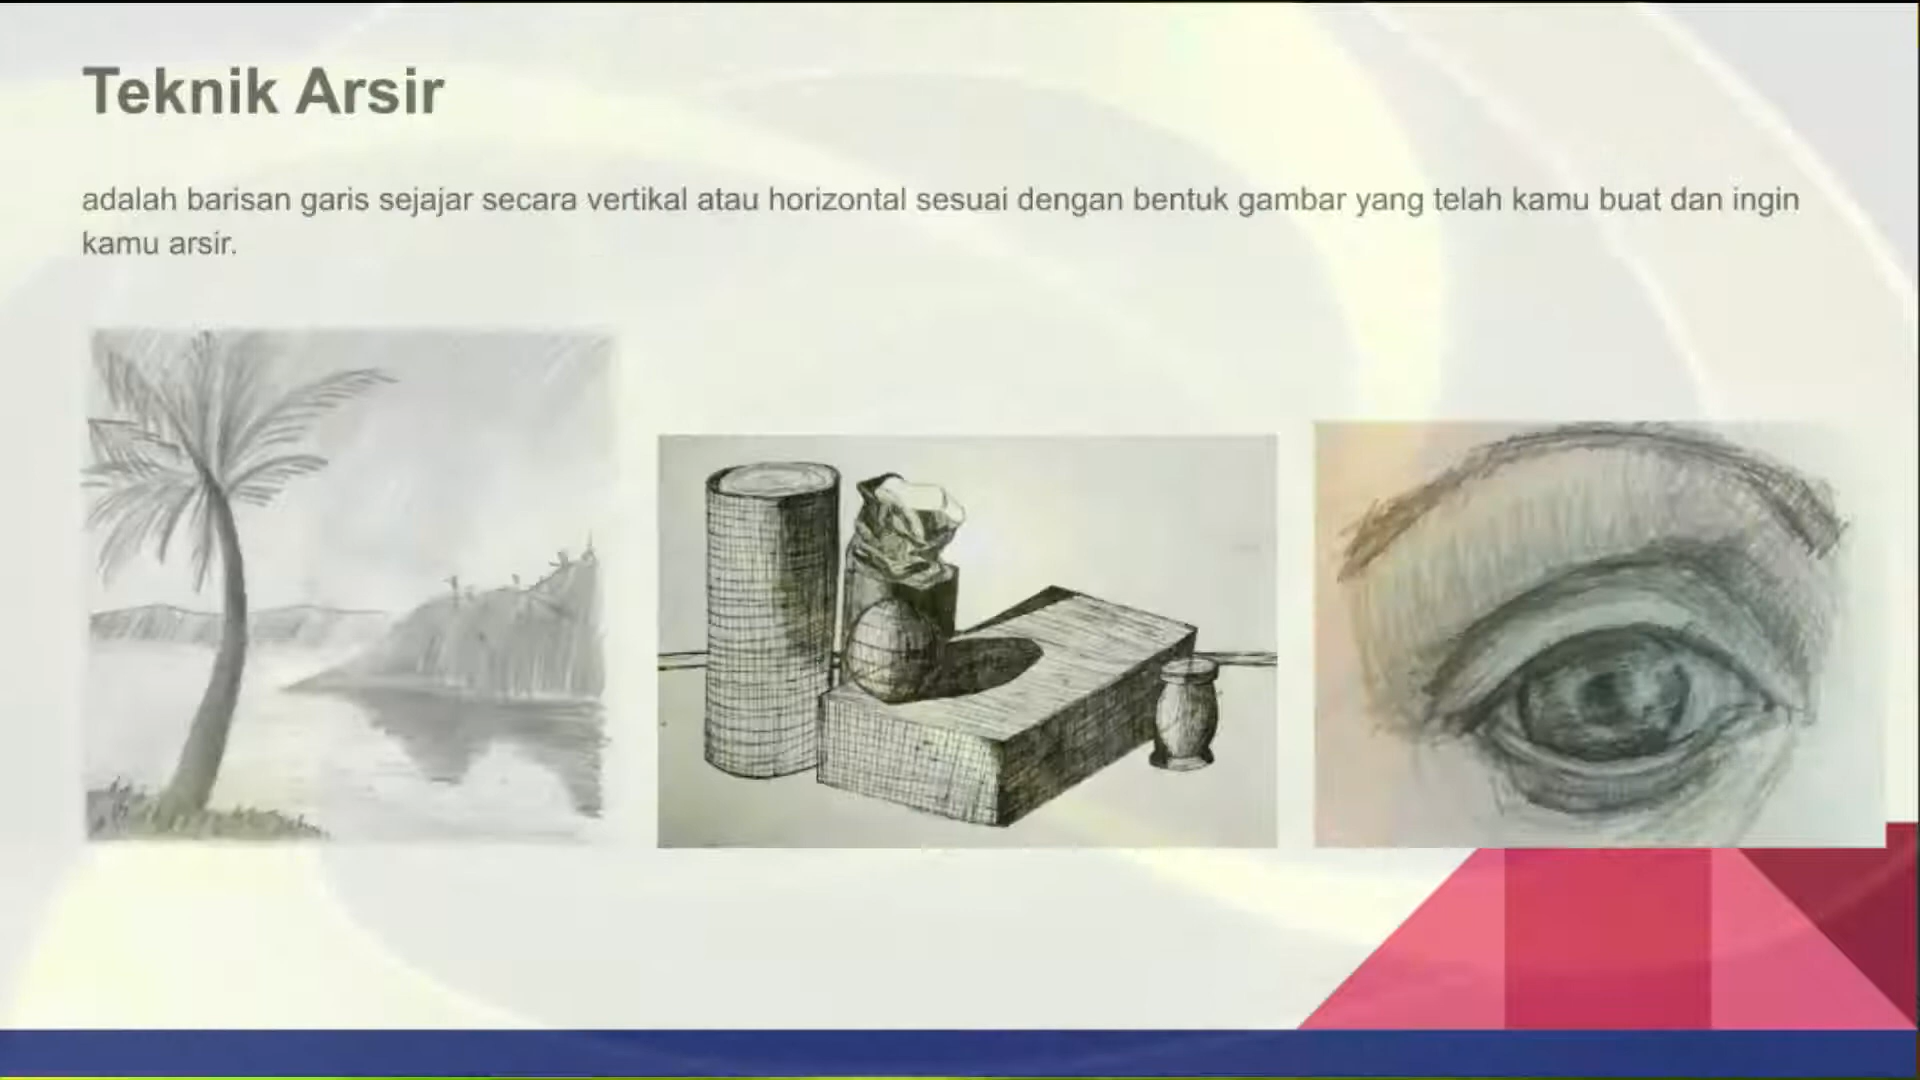 Teknik Arsir
adalah barisan garis sejajar secara vertikal atau horizontal sesuai dengan bentuk gambar yang telah kamu buat dan ingin
kamu arsir.